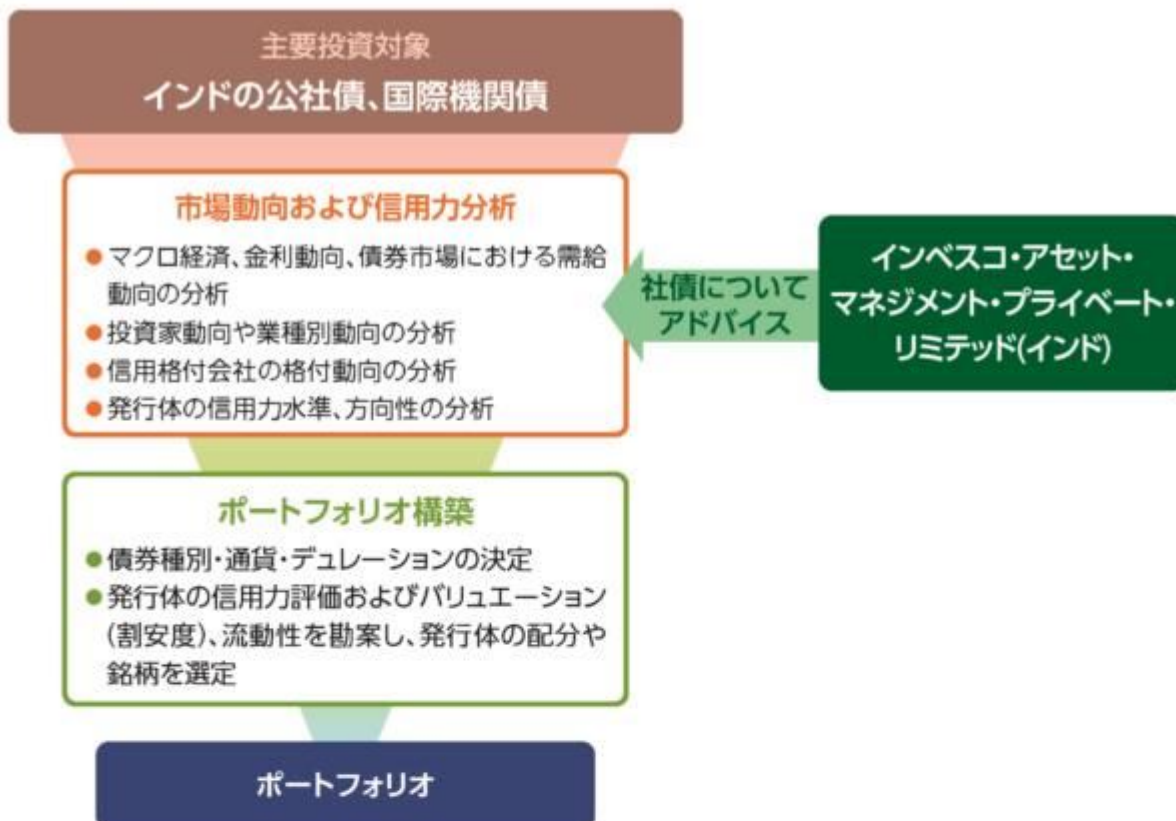 主要投資対象
インドの公社債、国際機関債
市場動向および信用力分析
●マクロ経済、金利動向、債券市場における需給
動向の分析
●投資家動向や業種別動向の分析
●信用格付会社の格付動向の分析
●発行体の信用力水準、方向性の分析
社債について
アドバイス
インベスコ・アセット・
マネジメント・プライベート・
リミテッド(インド)
ポートフォリオ構築
●債券種別・通貨・デュレーションの決定
●発行体の信用力評価およびバリュエーション
(割安度)、流動性を勘案し、発行体の配分や
銘柄を選定
ポートフォリオ